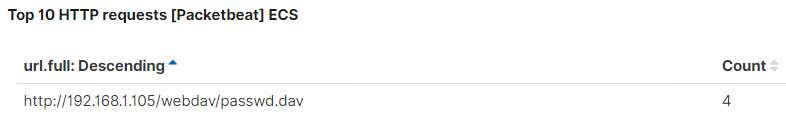 Top 10 HTTP requests [Packetbeat] ECS
url.full: Descending Count
http://192.168.1.105/webdav/passwd.dav 4